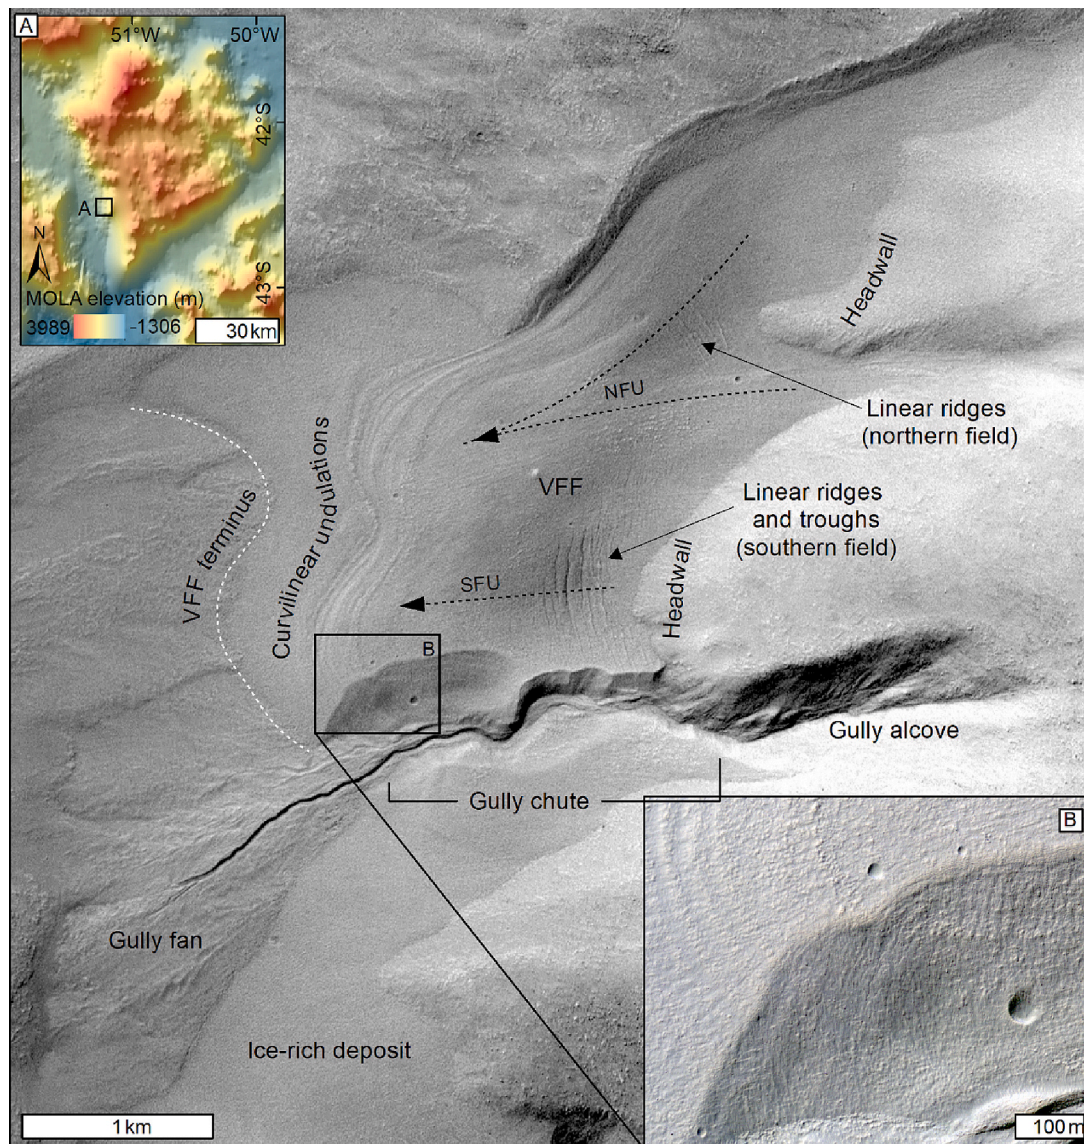 A
51°W
50°W
42°S
A
N
43°S
MOLA elevation (m)
3989
-1306
30 km
Headwall
NFU
Linear ridges
(northern field)
Curvilinear undulations
VFF
VFF terminus
Linear ridges
and troughs
(southern field)
Headwall
SFU
B
Gully alcove
Gully chute
B
Gully fan
Ice-rich deposit
1 km
100 m